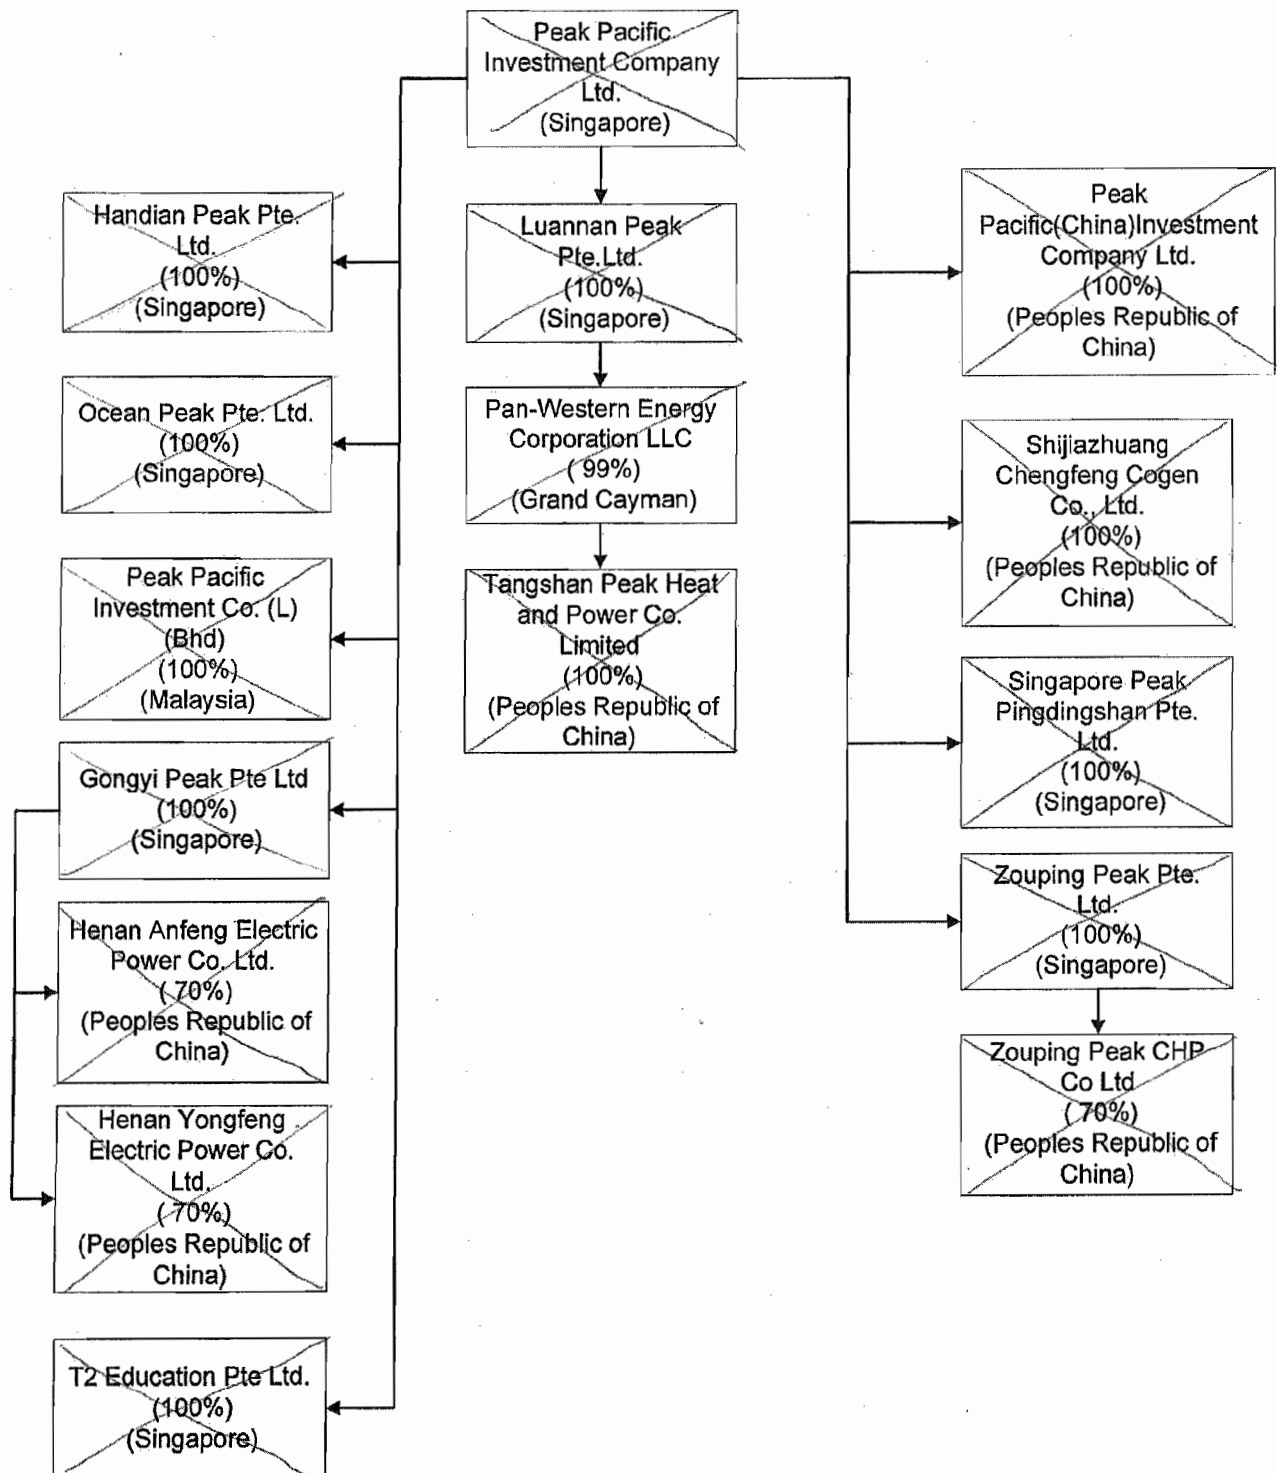 Peak Pacific
Investment Company
Ltd.
(Singapore)
Handian Peak Pte.
Ltd.
(100%)
(Singapore)
Ocean Peak Pte. Ltd.
(100%)
(Singapore)
Peak Pacific
Investment Co. (L)
(Bhd)
(100%)
(Malaysia)
Gongyi Peak Pte Ltd
(100%)
(Singapore)
Henan Anfeng Electric
Power Co. Ltd.
( 70%)
(Peoples Republic of
China)
Henan Yongfeng
Electric Power Co.
Ltd.
( 70%)
(Peoples Republic of
China)
T2 Education Pte Ltd.
(100%)
(Singapore)
Luannan Peak
Pte.Ltd.
(100%)
(Singapore)
Pan-Western Energy
Corporation LLC
( 99%)
(Grand Cayman)
Tangshan Peak Heat
and Power Co.
Limited
(100%)
(Peoples Republic of
China)
Peak
Pacific(China)Investment
Company Ltd.
(100%)
(Peoples Republic of
China)
Shijiazhuang
Chengfeng Cogen
Co., Ltd.
(100%)
(Peoples Republic of
China)
Singapore Peak
Pingdingshan Pte.
Ltd.
(100%)
(Singapore)
Zouping Peak Pte.
Ltd.
(100%)
(Singapore)
Zouping Peak CHP
Co Ltd
( 70%)
(Peoples Republic of
China)